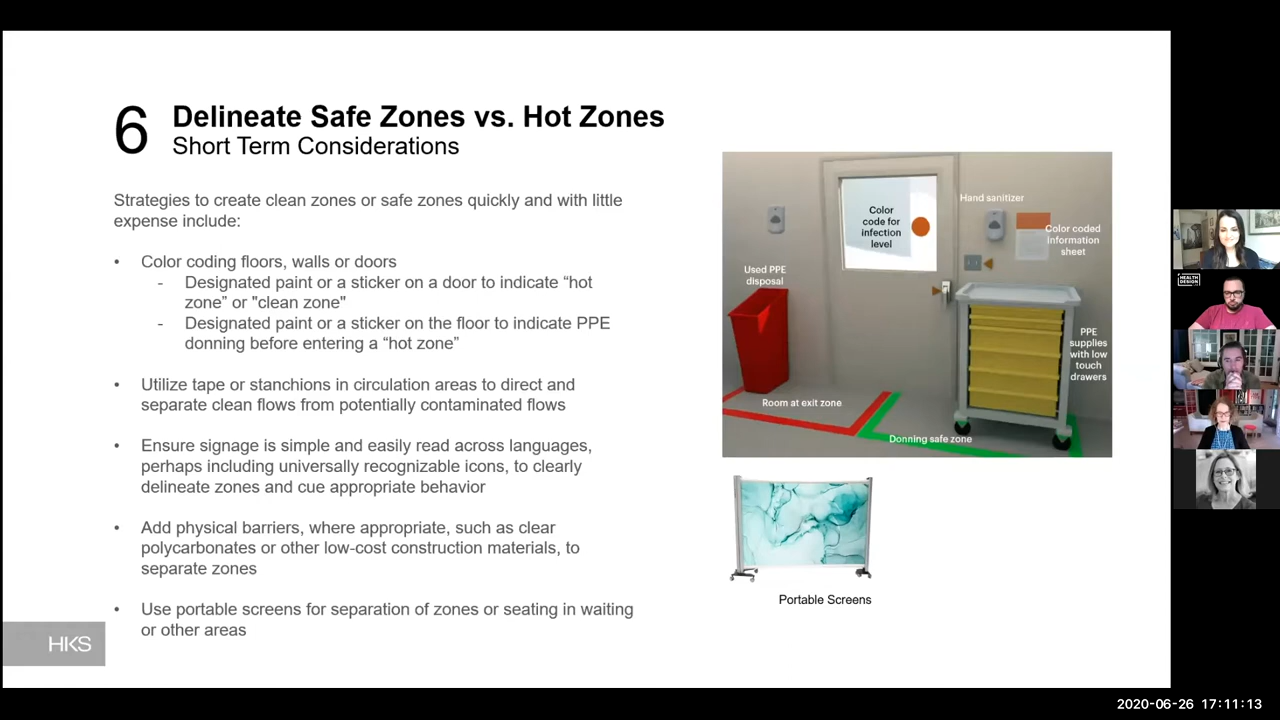 6
Delineate Safe Zones vs. Hot Zones
Short Term Considerations
Strategies to create clean zones or safe zones quickly and with little
expense include:
• Color coding floors, walls or dors
- Designated paint or a sticker on a door to indicate “hot
zone” or "clean zone"
- Designated paint or a sticker on the floor to indicate PPE
donning before entering a “hot zone”
• Utilize tape or stanchions in circulation areas to direct and
separate clean flows from potentially contaminated flows
• Ensure signage is simple and easily read across languages,
perhaps including universally recognizable icons, to clearly
delineate zones and cue appropriate behavior
• Add physical barriers, where appropriate, such as clear
polycarbonates or other low-cost construction materials, to
separate zones
• Use portable screens for separation of zones or seating in waiting
or other areas
HKS
Color
code for
infection
level
Hand sanitizer
Color coded
information
sheet
Used PPE
disposal
PPE
supplies
with low
touch
drawers
Room at exit zone
Donning safe zone
Portable Screens
HEALTH
DESIGN
2020-06-26 17:11:13